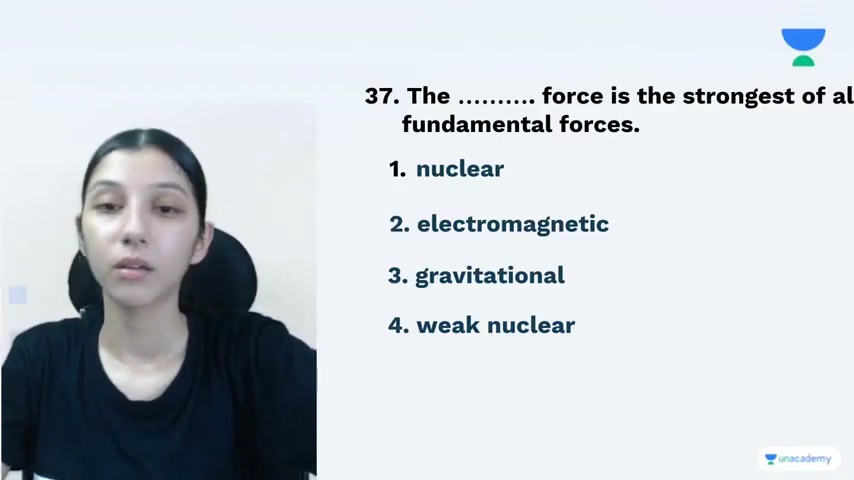 37. The .......... force is the strongest of al
fundamental forces.
1. nuclear
2. electromagnetic
3. gravitational
4. weak nuclear
unacademy